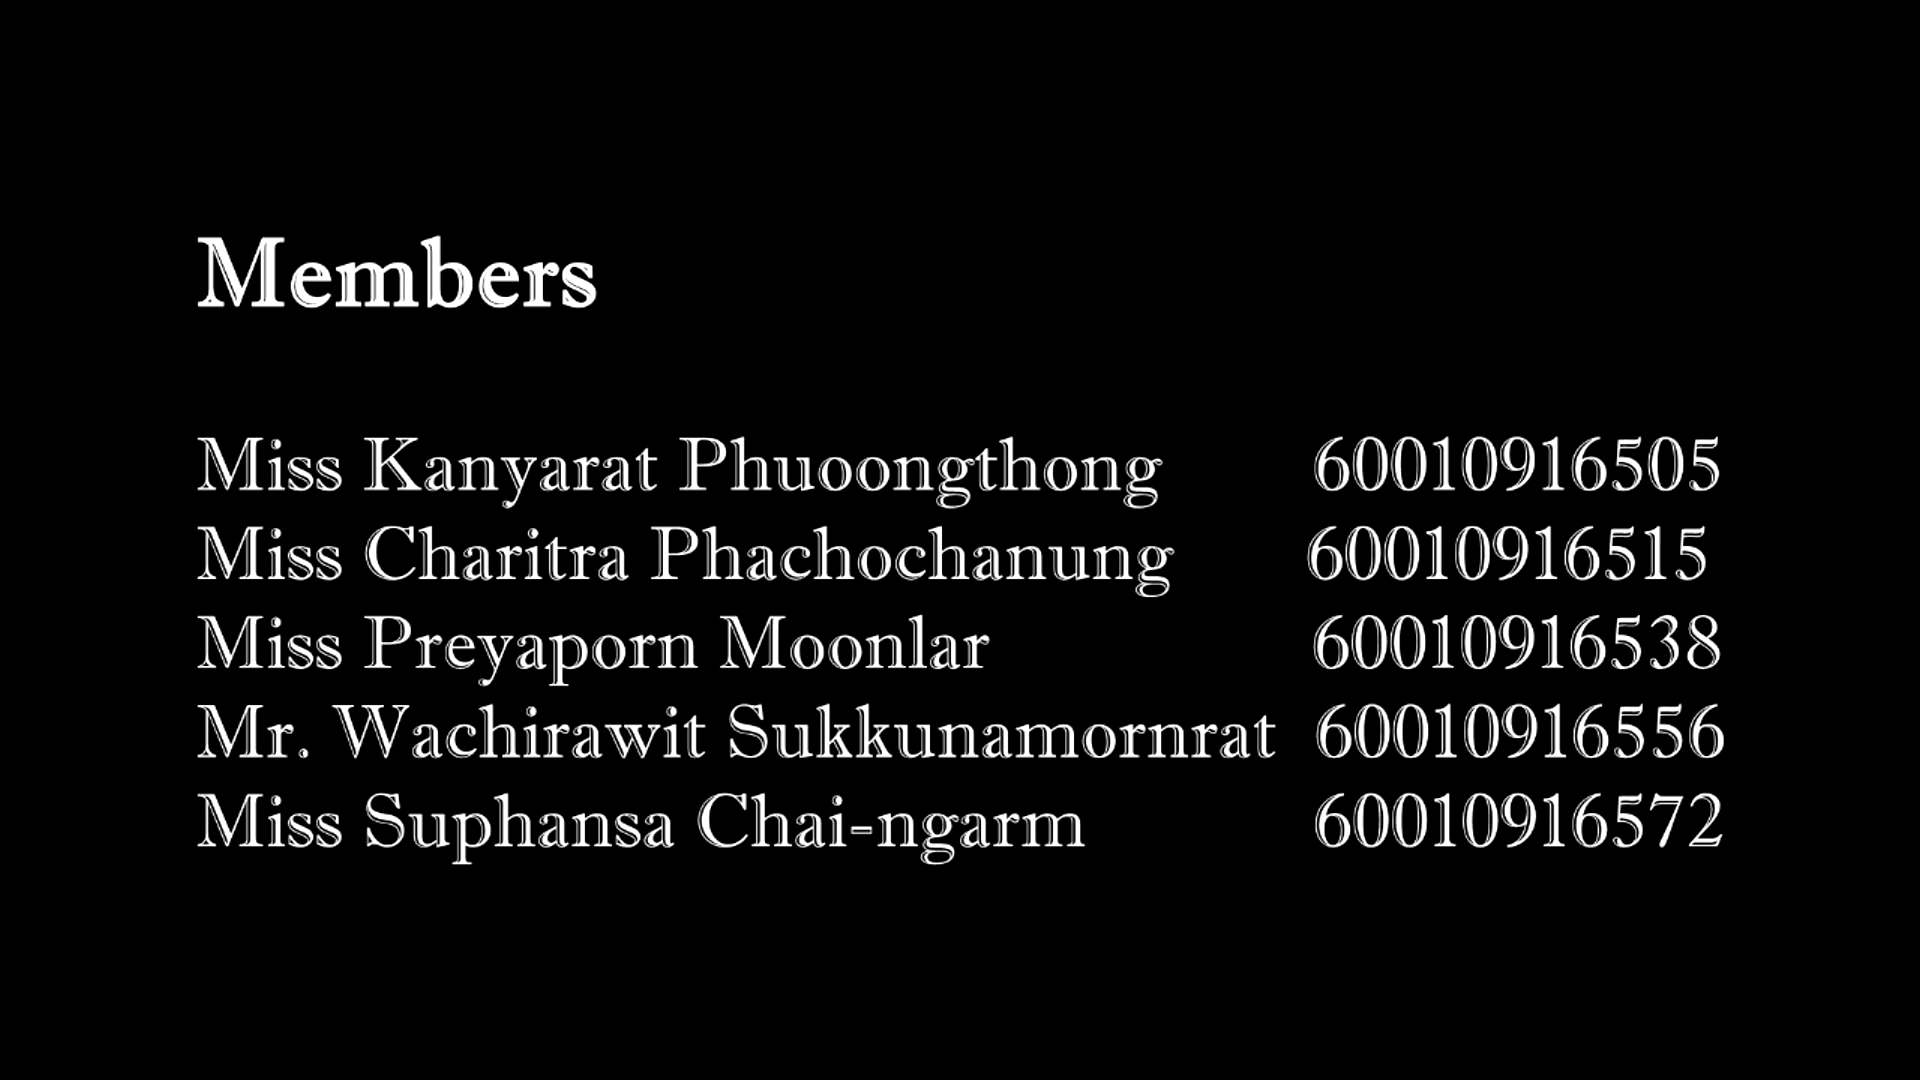 Members
Miss Kanyarat Phuoongthong 60010916505
Miss Charitra Phachochanung 60010916515
Miss Preyaporn Moonlar 60010916538
Mr. Wachirawit Sukkunamornrat 60010916556
Miss Suphansa Chai-ngarm 60010916572